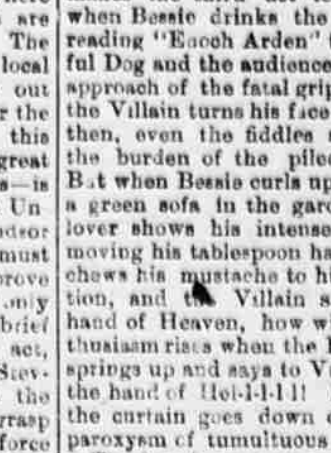 are
The
local
out
r the
this
great
s—is
Un
dsor
must
prove
only
brief
act,
Stev-
the
grasp
force
when Bessie drinks the
reading "Enoch Arden"
ful Dog and the audience
approach of the fatal grip
the Villain turns his face
then, even the fiddles
the burden of the piece
But when Bessie curls up
a green sofa in the gard
lover shows his intense
moving his tablespoon ha
chews his mustache to h
tion, and the Villain s
hand of Heaven, how wi
thusiasm rises when the
springs up and says to V
the hand of Hel-l-l-l l!
the curtain goes down
paroxysm of tumultuous